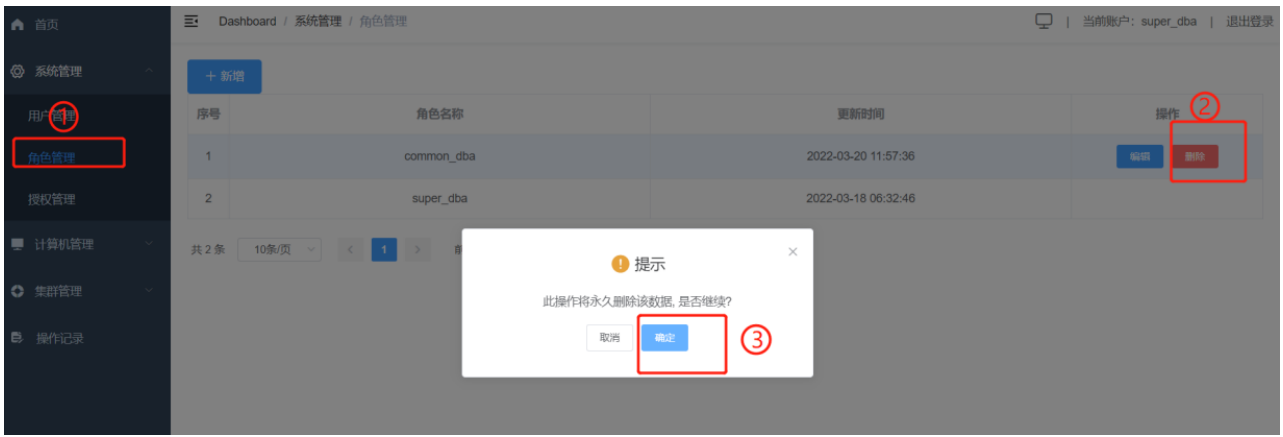 首页
系统管理
用户管理
角色管理
授权管理
计算机管理
集群管理
操作记录
Dashboard / 系统管理 / 角色管理
| 当前账户: super_dba | 退出登录
+ 新增
序号 角色名称 更新时间 操作
1 common_dba 2022-03-20 11:57:36 编辑 删除
2 super_dba 2022-03-18 06:32:46
共 2 条 10条/页 < 1 > 前
提示
此操作将永久删除该数据, 是否继续?
取消 确定
①
②
③